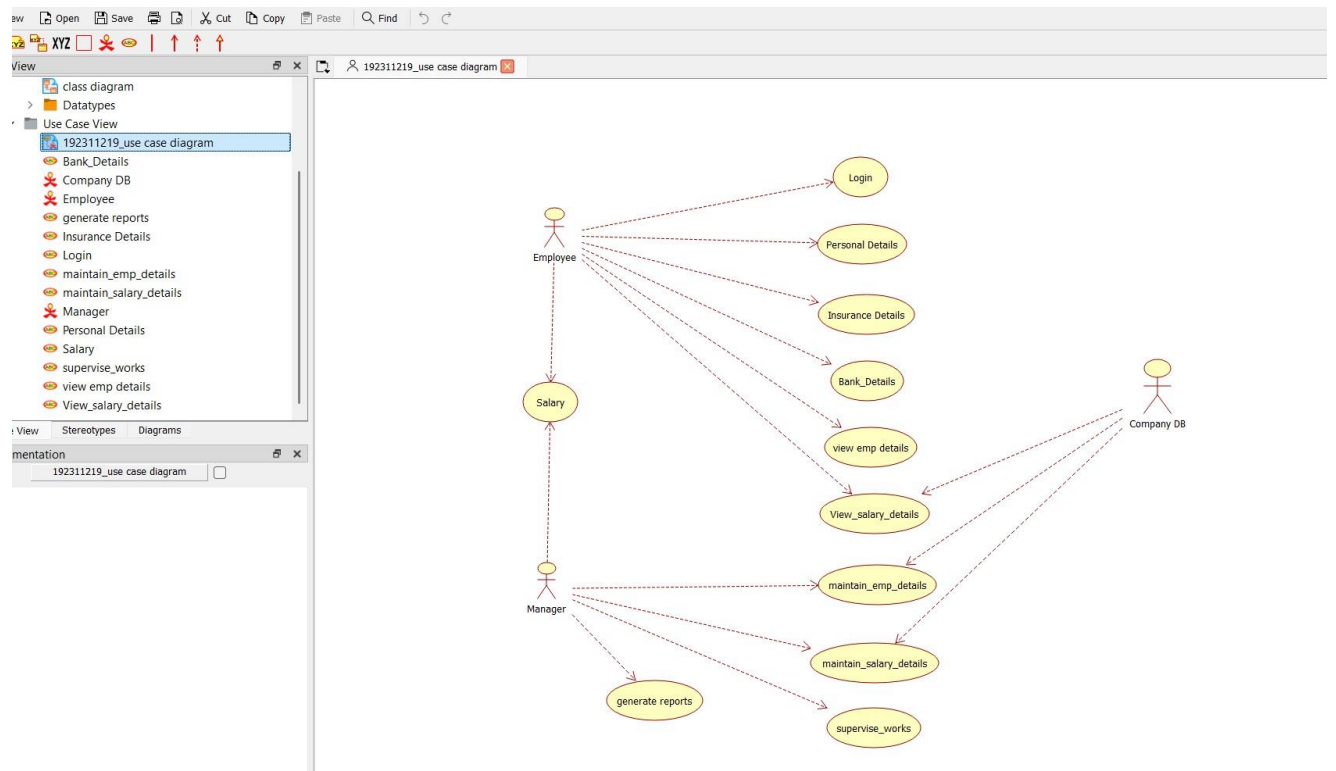 ew Open Save Cut Copy Paste Find
XYZ XYZ
View
192311219_use case diagram
class diagram
Datatypes
Use Case View
192311219_use case diagram
Bank_Details
Company DB
Employee
generate reports
Insurance Details
Login
maintain_emp_details
maintain_salary_details
Manager
Personal Details
Salary
supervise_works
view emp details
View_salary_details
View Stereotypes Diagrams
mentation
192311219_use case diagram
Login
Employee
Personal Details
Insurance Details
Bank_Details
Salary
Company DB
view emp details
View_salary_details
maintain_emp_details
Manager
maintain_salary_details
generate reports
supervise_works